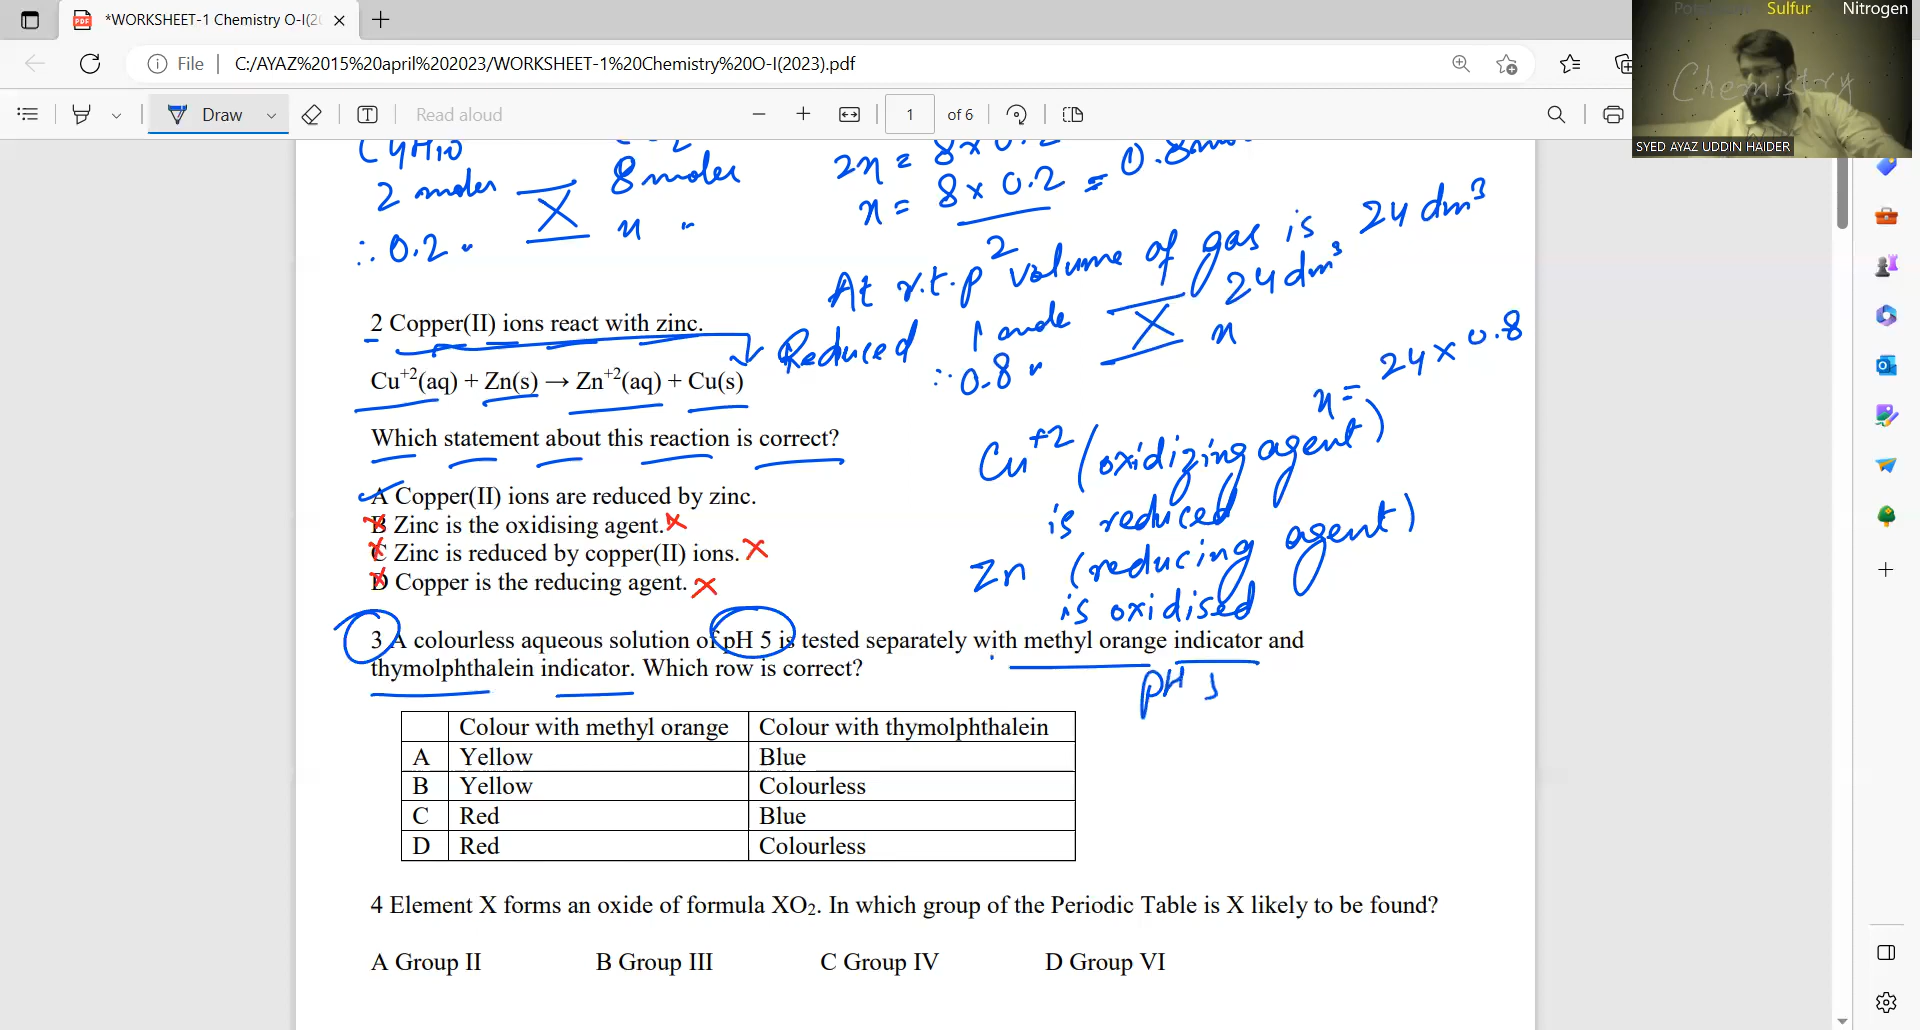 *WORKSHEET-1 Chemistry O-I(20
File
C:/AYAZ%2015%20april%202023/WORKSHEET-1%20Chemistry%20O-I(2023).pdf
Draw
Read aloud
1
of 6
Sulfur
Nitrogen
Chemistry
SYED AYAZ UDDIN HAIDER
C4H10
2 moles
8 moles
∴ 0.2 "
x "
2x = 8 x 0.2
x = 8 x 0.2 = 0.8mol
2
At r.t.p volume of gas is 24 dm³
1 mole
24 dm³
∴ 0.8 "
x
x = 24 x 0.8
2 Copper(II) ions react with zinc.
Reduced
Cu+2(aq) + Zn(s) → Zn+2(aq) + Cu(s)
Which statement about this reaction is correct?
A Copper(II) ions are reduced by zinc.
B Zinc is the oxidising agent.
C Zinc is reduced by copper(II) ions.
D Copper is the reducing agent.
Cu+2 (oxidizing agent)
is reduced
Zn (reducing agent)
is oxidised
3 A colourless aqueous solution of pH 5 is tested separately with methyl orange indicator and
thymolphthalein indicator. Which row is correct?
pH
Colour with methyl orange Colour with thymolphthalein
A Yellow Blue
B Yellow Colourless
C Red Blue
D Red Colourless
4 Element X forms an oxide of formula XO2. In which group of the Periodic Table is X likely to be found?
A Group II B Group III C Group IV D Group VI